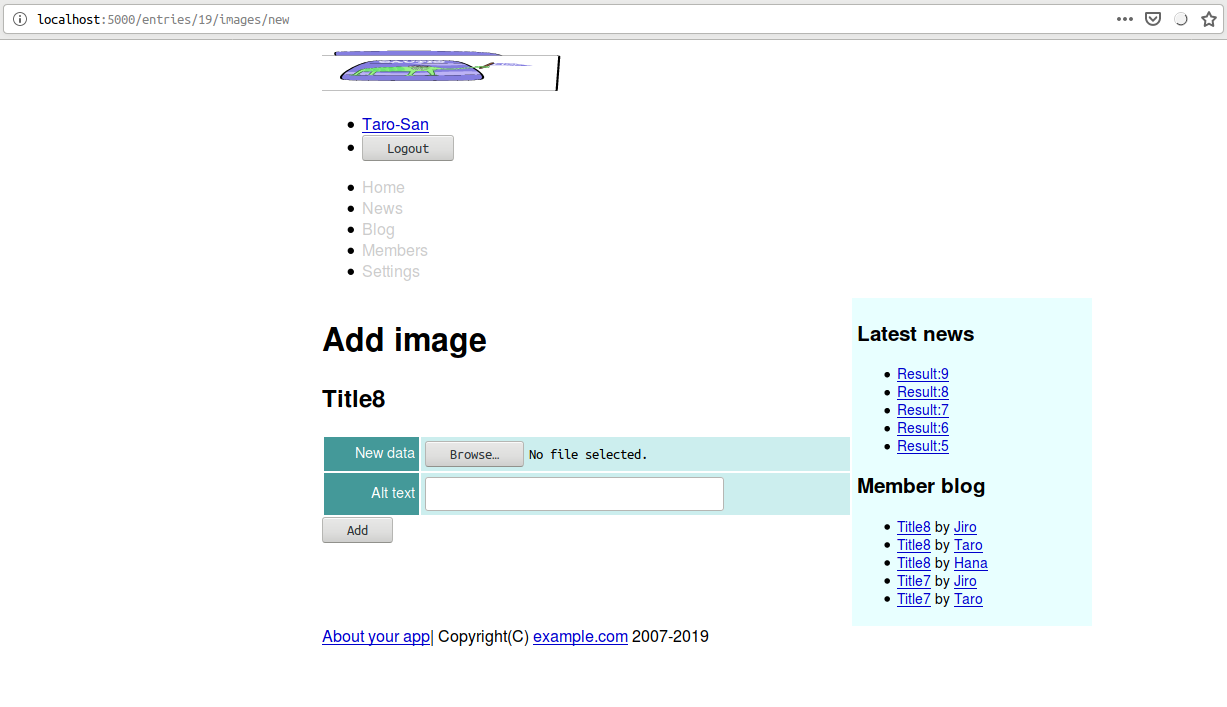 localhost:5000/entries/19/images/new
Taro-San
Logout
Home
News
Blog
Members
Settings
Add image
Title8
New data Browse… No file selected.
Alt text
Add
Latest news
Result:9
Result:8
Result:7
Result:6
Result:5
Member blog
Title8 by Jiro
Title8 by Taro
Title8 by Hana
Title7 by Jiro
Title7 by Taro
About your app| Copyright(C) example.com 2007-2019